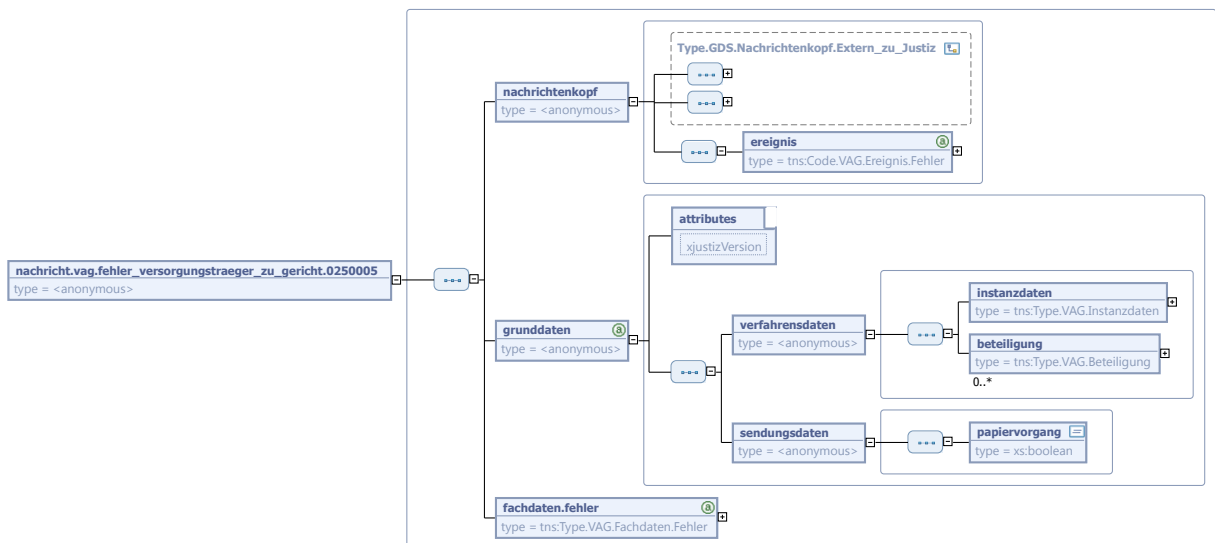 Type.GDS.Nachrichtenkopf.Extern_zu_Justiz
nachrichtenkopf
type = <anonymous>
ereignis
type = tns:Code.VAG.Ereignis.Fehler
attributes
xjustizVersion
nachricht.vag.fehler_versorgungstraeger_zu_gericht.0250005
type = <anonymous>
grunddaten
type = <anonymous>
verfahrensdaten
type = <anonymous>
instanzdaten
type = tns:Type.VAG.Instanzdaten
beteiligung
type = tns:Type.VAG.Beteiligung
0..*
sendungsdaten
type = <anonymous>
papiervorgang
type = xs:boolean
fachdaten.fehler
type = tns:Type.VAG.Fachdaten.Fehler